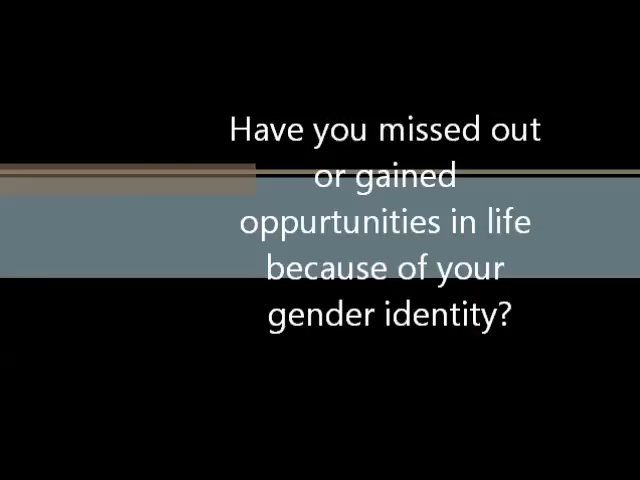 Have you missed out
or gained
oppurtunities in life
because of your
gender identity?